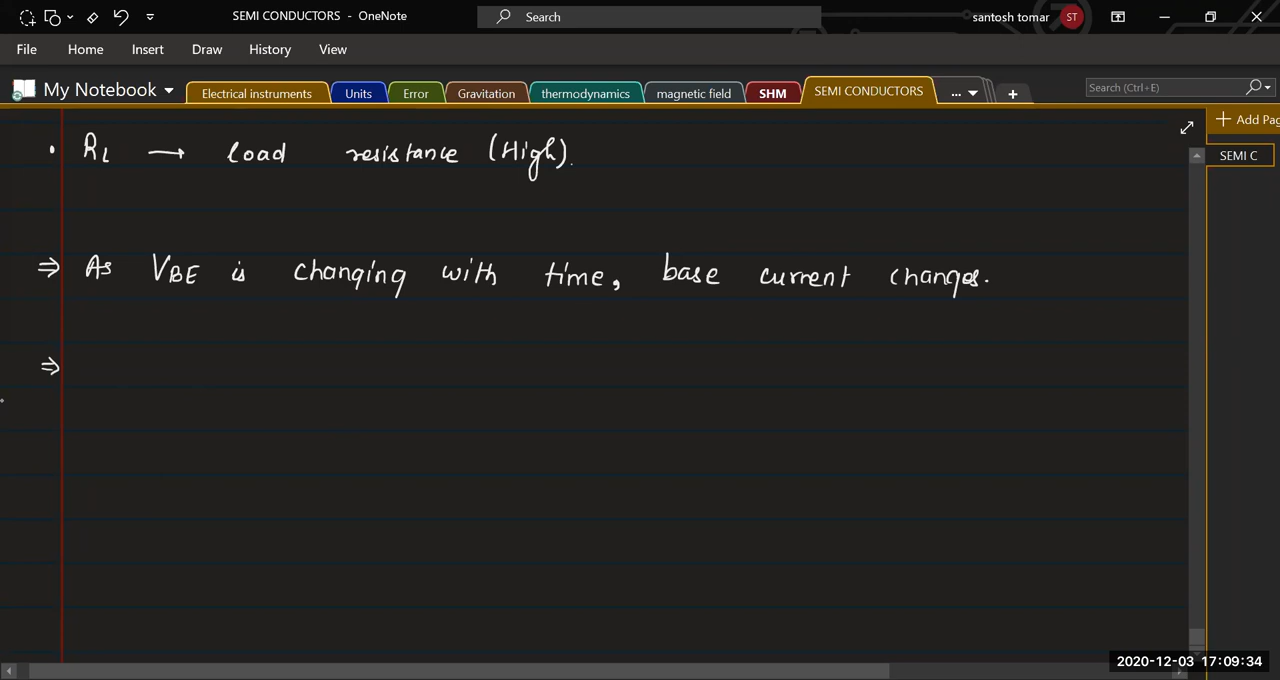 SEMI CONDUCTORS - OneNote
Search
santosh tomar
ST
File Home Insert Draw History View
My Notebook
Electrical instruments Units Error Gravitation thermodynamics magnetic field SHM SEMI CONDUCTORS ... +
Search (Ctrl+E)
+ Add Pag
SEMI C
• RL → load resistance (High).
⇒ As VBE is changing with time, base current changes.
⇒
2020-12-03 17:09:34